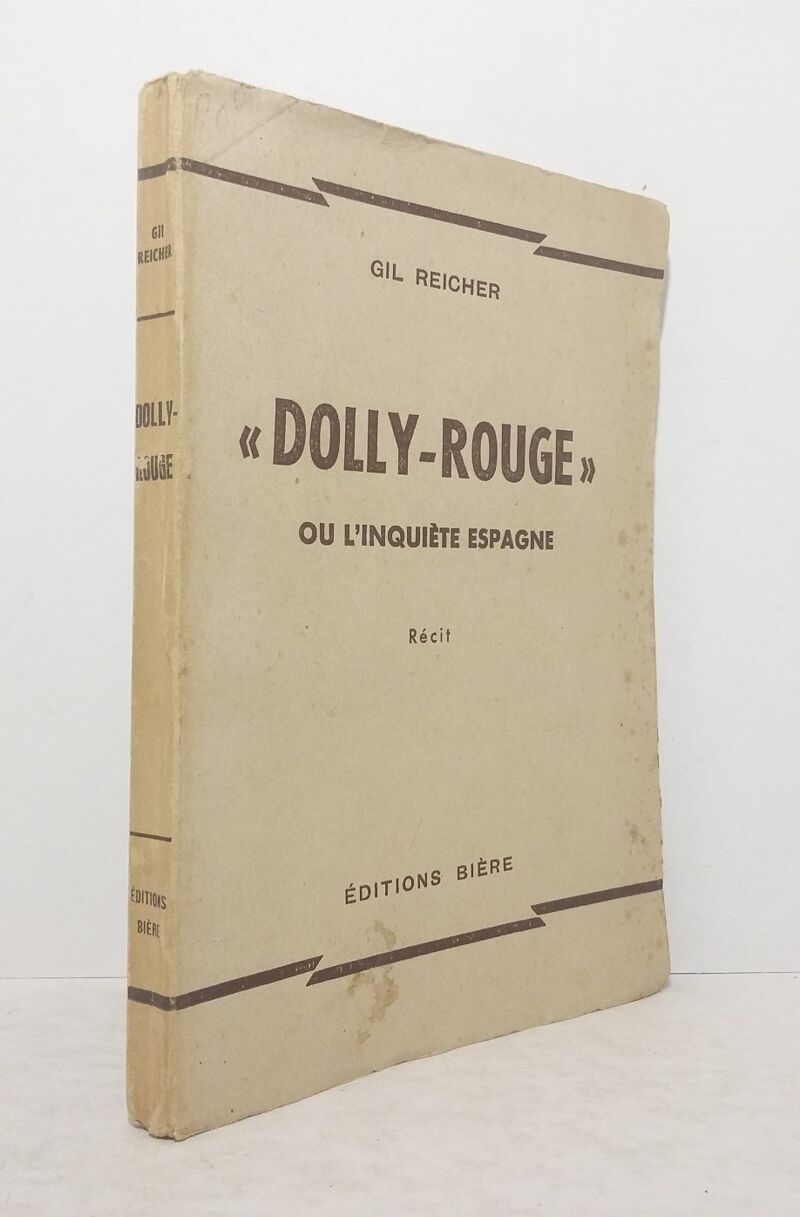 GIL
REICHER
DOLLY-
ROUGE
ÉDITIONS
BIÈRE
GIL REICHER
« DOLLY-ROUGE »
OU L'INQUIÈTE ESPAGNE
Récit
ÉDITIONS BIÈRE